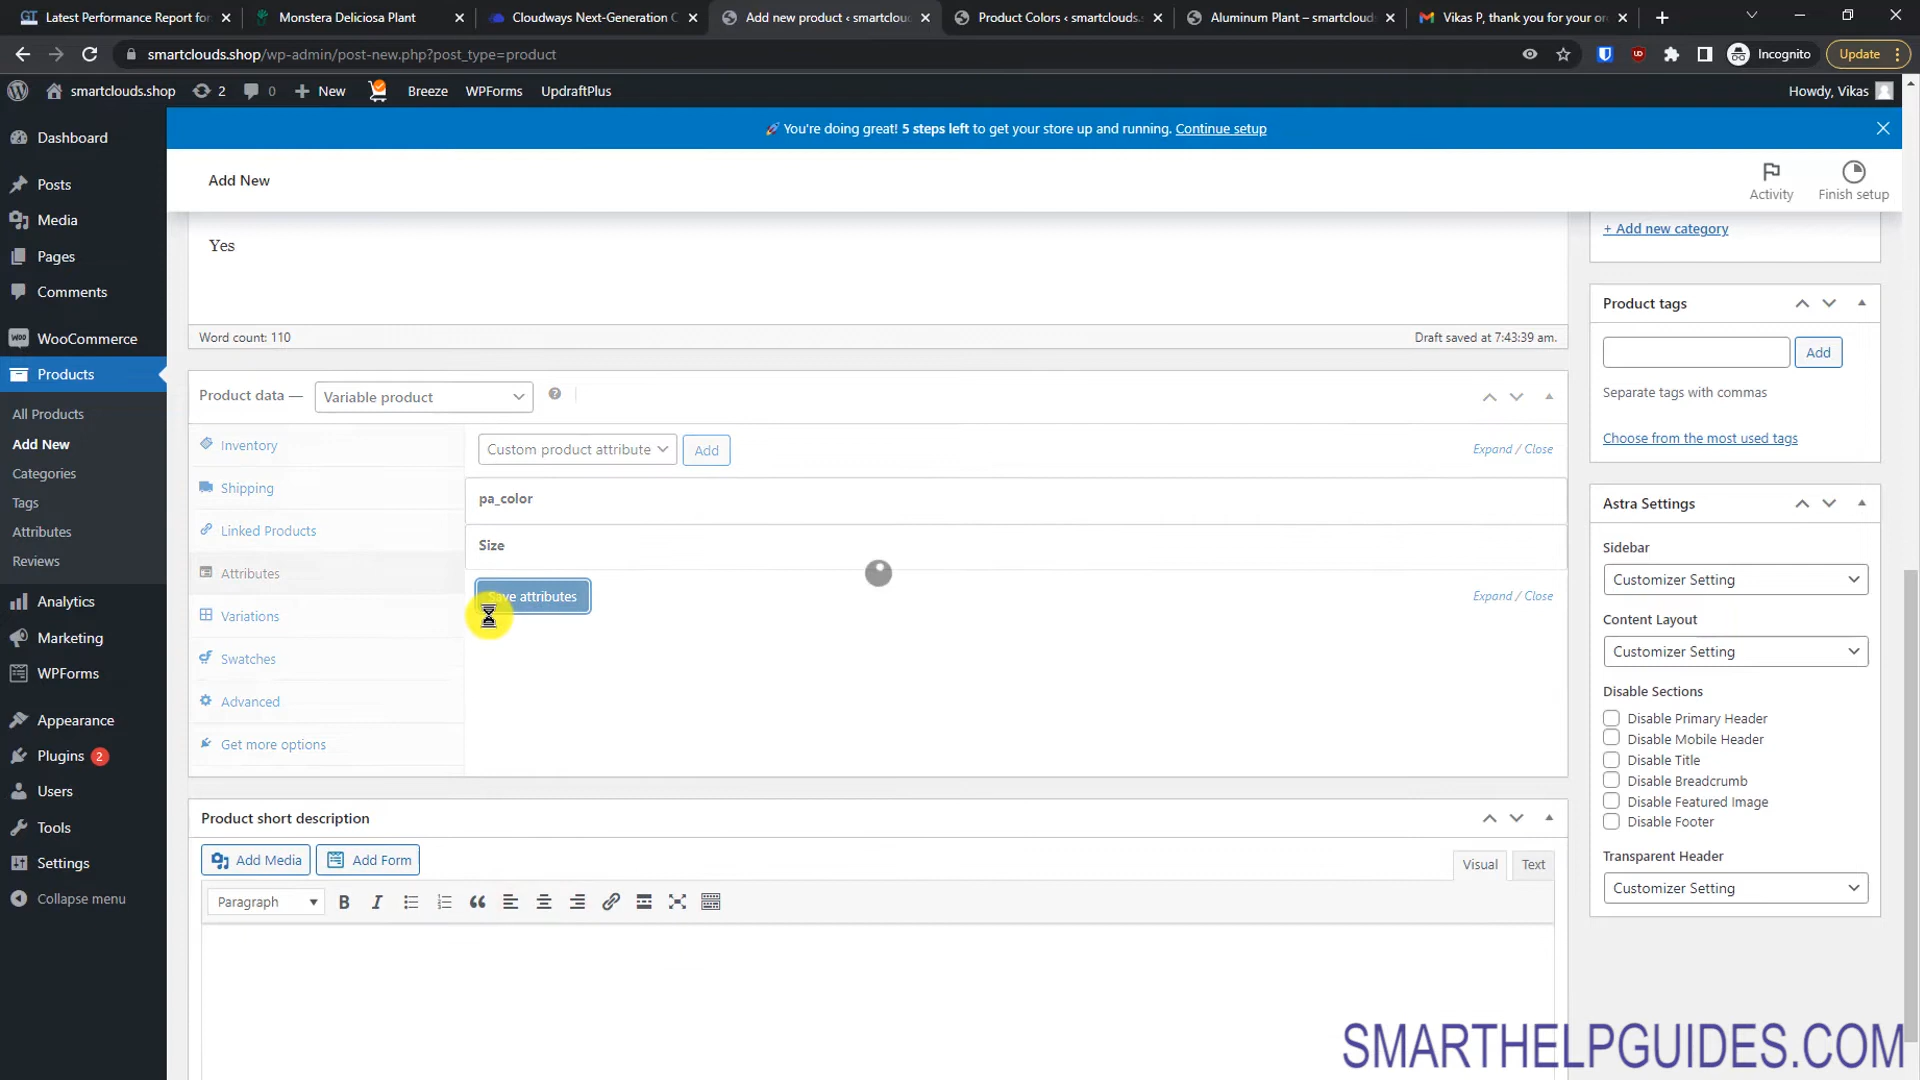 Latest Performance Report for
Monstera Deliciosa Plant
Cloudways Next-Generation C
Add new product ‹ smartclouds
Product Colors ‹ smartclouds.s
Aluminum Plant – smartclouds
Vikas P, thank you for your or
smartclouds.shop/wp-admin/post-new.php?post_type=product
Incognito
Update
smartclouds.shop
2
0
New
Breeze
WPForms
UpdraftPlus
Howdy, Vikas
Dashboard
Posts
Media
Pages
Comments
WooCommerce
Products
All Products
Add New
Categories
Tags
Attributes
Reviews
Analytics
Marketing
WPForms
Appearance
Plugins 2
Users
Tools
Settings
Collapse menu
You're doing great! 5 steps left to get your store up and running. Continue setup
Add New
Activity
Finish setup
Yes
Word count: 110
Draft saved at 7:43:39 am.
Product data —
Variable product
Inventory
Shipping
Linked Products
Attributes
Variations
Swatches
Advanced
Get more options
Custom product attribute
Add
Expand / Close
pa_color
Size
Save attributes
Expand / Close
Product short description
Add Media
Add Form
Visual
Text
Paragraph
+ Add new category
Product tags
Add
Separate tags with commas
Choose from the most used tags
Astra Settings
Sidebar
Customizer Setting
Content Layout
Customizer Setting
Disable Sections
Disable Primary Header
Disable Mobile Header
Disable Title
Disable Breadcrumb
Disable Featured Image
Disable Footer
Transparent Header
Customizer Setting
SMARTHELPGUIDES.COM